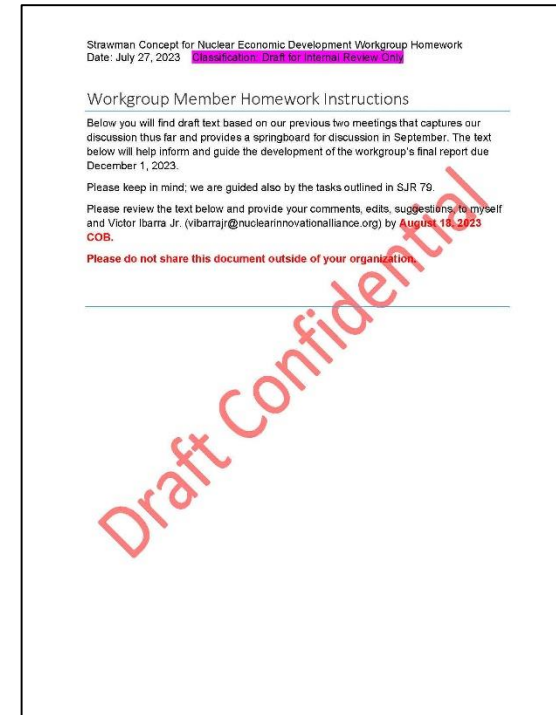 Strawman Concept for Nuclear Economic Development Workgroup Homework
Date: July 27, 2023 Classification: Draft for Internal Review Only
Workgroup Member Homework Instructions
Below you will find draft text based on our previous two meetings that captures our
discussion thus far and provides a springboard for discussion in September. The text
below will help inform and guide the development of the workgroup's final report due
December 1, 2023.
Please keep in mind; we are guided also by the tasks outlined in SJR 79.
Please review the text below and provide your comments, edits, suggestions, to myself
and Victor Ibarra Jr. (vibarrajr@nuclearinnovationalliance.org) by August 18, 2023
COB.
Please do not share this document outside of your organization.
Draft Confidential